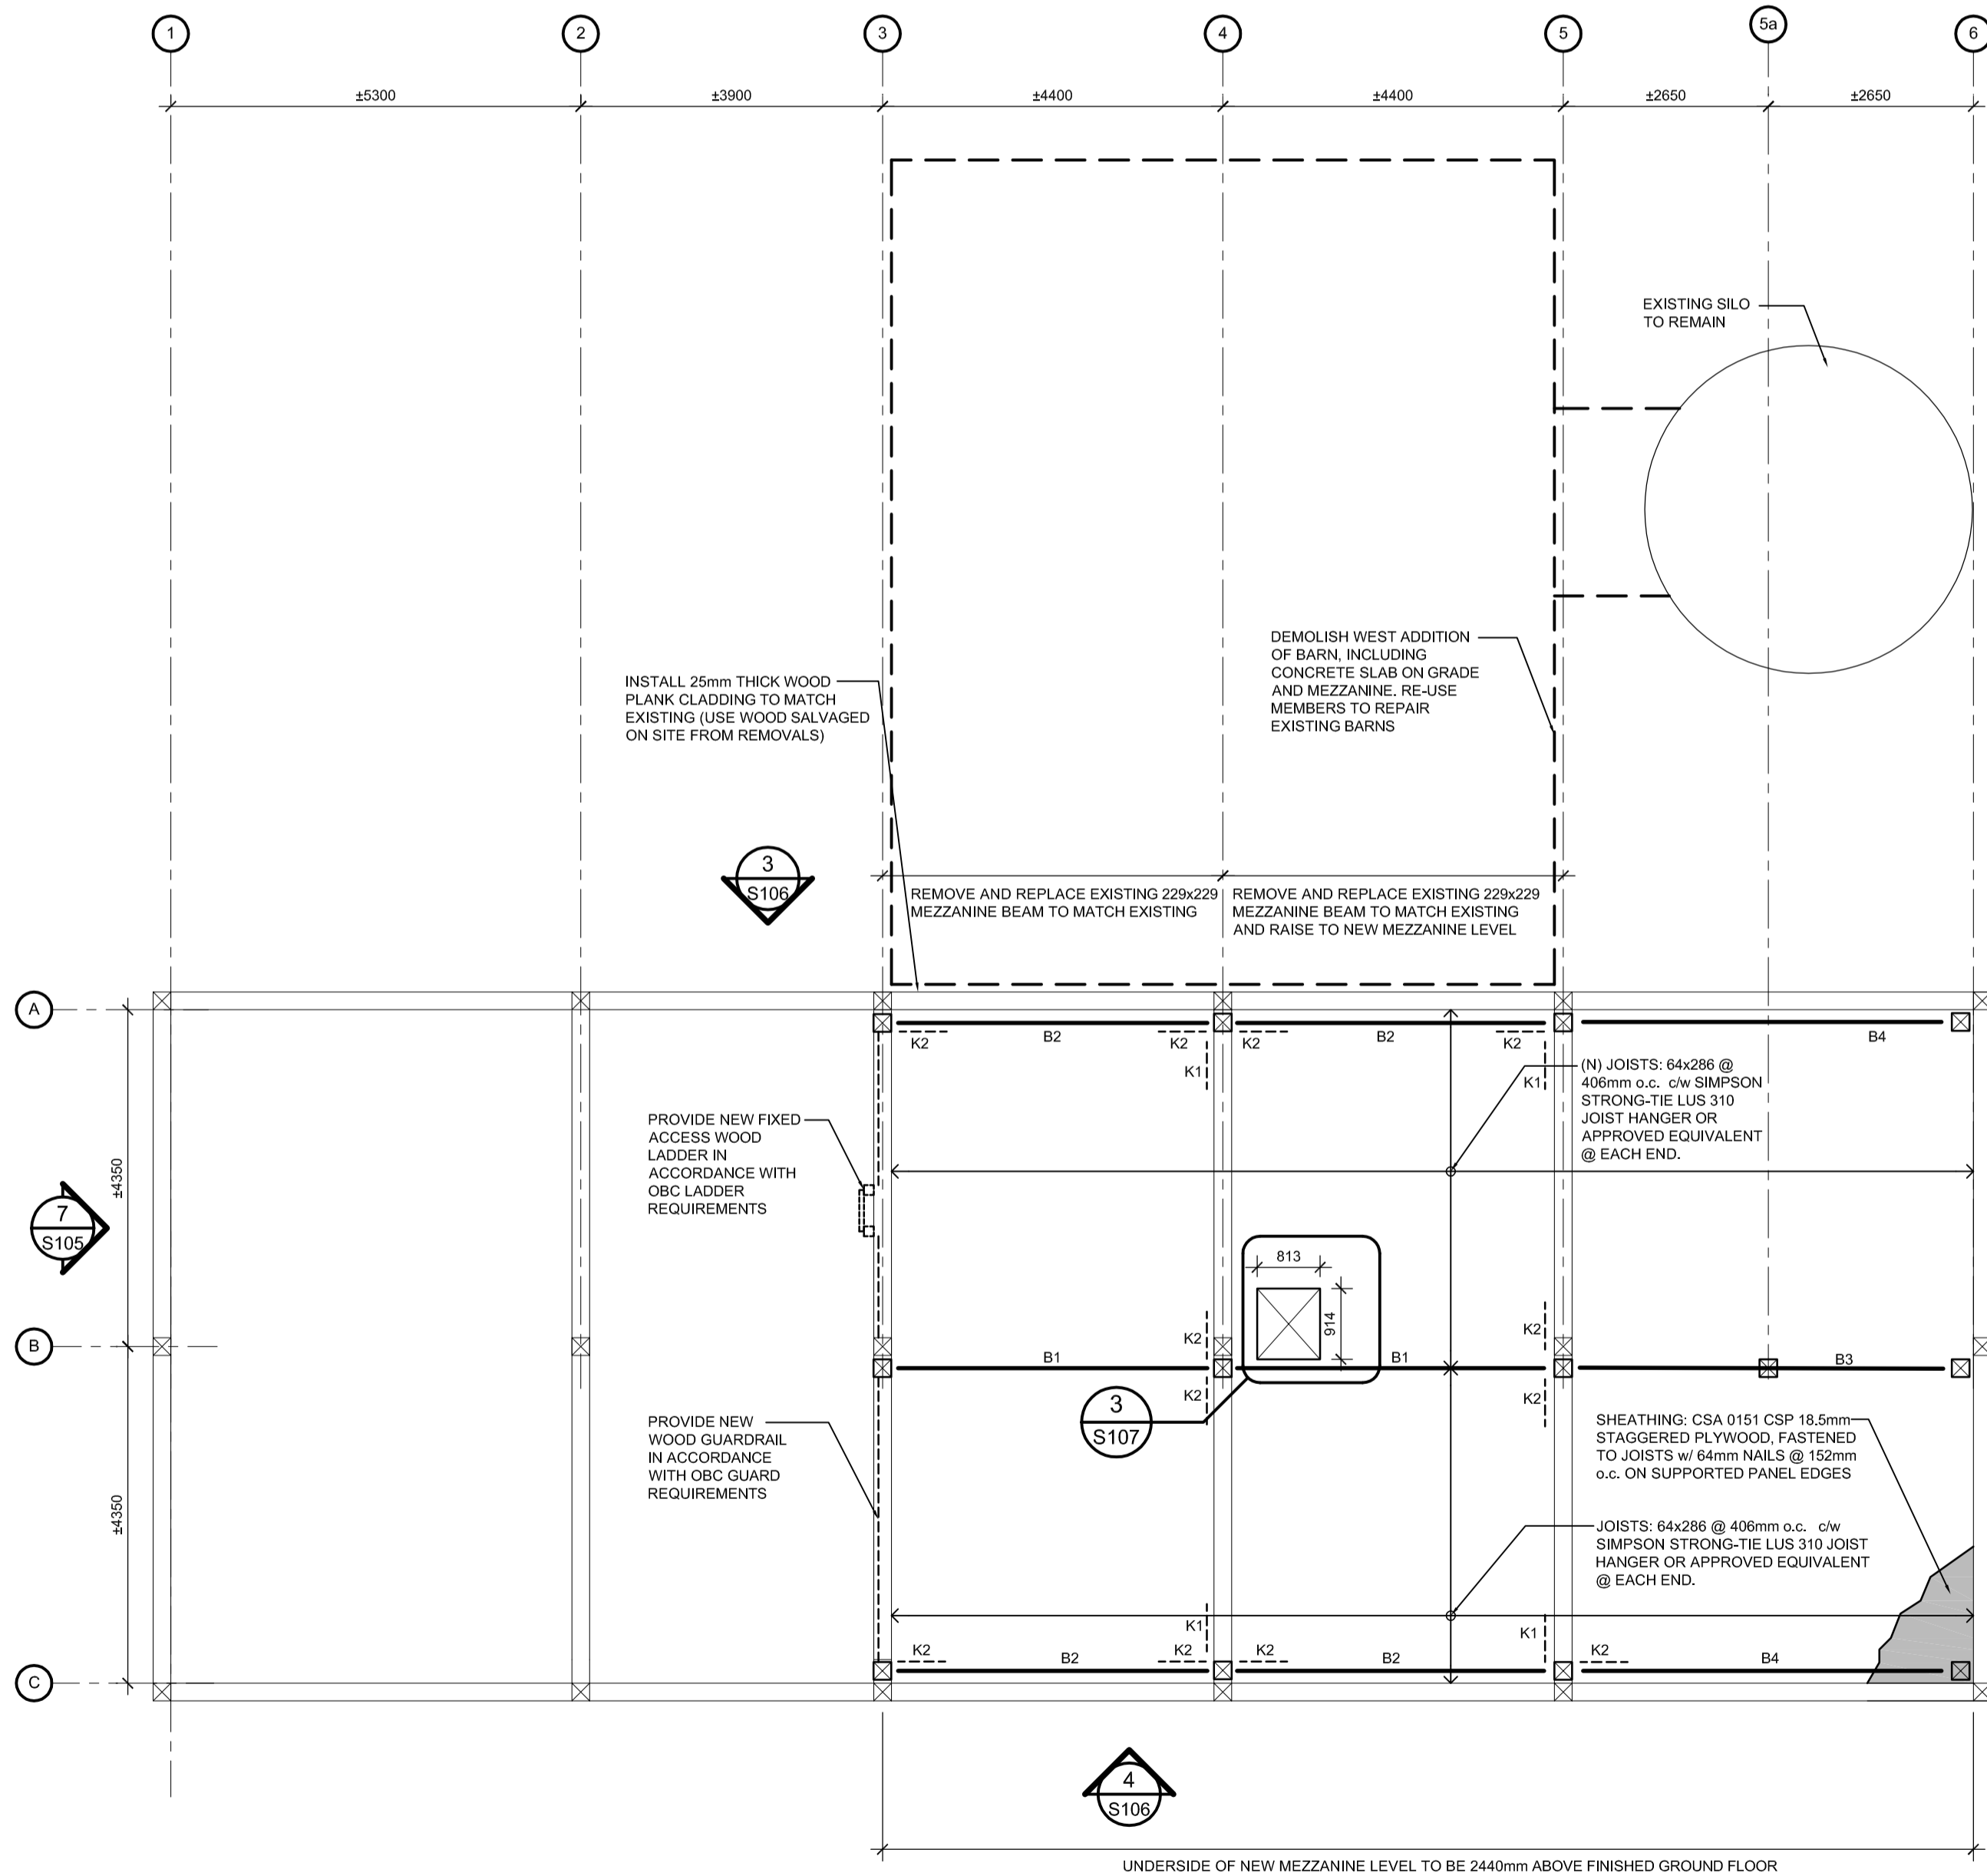 1
2
3
4
5
5a
6
±5300
±3900
±4400
±4400
±2650
±2650
EXISTING SILO
TO REMAIN
DEMOLISH WEST ADDITION
OF BARN, INCLUDING
CONCRETE SLAB ON GRADE
AND MEZZANINE. RE-USE
MEMBERS TO REPAIR
EXISTING BARNS
INSTALL 25mm THICK WOOD
PLANK CLADDING TO MATCH
EXISTING (USE WOOD SALVAGED
ON SITE FROM REMOVALS)
3
S106
REMOVE AND REPLACE EXISTING 229x229
MEZZANINE BEAM TO MATCH EXISTING
REMOVE AND REPLACE EXISTING 229x229
MEZZANINE BEAM TO MATCH EXISTING
AND RAISE TO NEW MEZZANINE LEVEL
A
K2
B2
K2
K2
B2
K2
B4
K1
K1
(N) JOISTS: 64x286 @
406mm o.c. c/w SIMPSON
STRONG-TIE LUS 310
JOIST HANGER OR
APPROVED EQUIVALENT
@ EACH END.
PROVIDE NEW FIXED
ACCESS WOOD
LADDER IN
ACCORDANCE WITH
OBC LADDER
REQUIREMENTS
±4350
7
S105
813
914
K2
K2
B
B1
B1
B3
K2
K2
3
S107
PROVIDE NEW
WOOD GUARDRAIL
IN ACCORDANCE
WITH OBC GUARD
REQUIREMENTS
SHEATHING: CSA 0151 CSP 18.5mm
STAGGERED PLYWOOD, FASTENED
TO JOISTS w/ 64mm NAILS @ 152mm
o.c. ON SUPPORTED PANEL EDGES
±4350
JOISTS: 64x286 @ 406mm o.c. c/w
SIMPSON STRONG-TIE LUS 310 JOIST
HANGER OR APPROVED EQUIVALENT
@ EACH END.
K1
K1
K2
B2
K2
K2
B2
K2
B4
C
4
S106
UNDERSIDE OF NEW MEZZANINE LEVEL TO BE 2440mm ABOVE FINISHED GROUND FLOOR